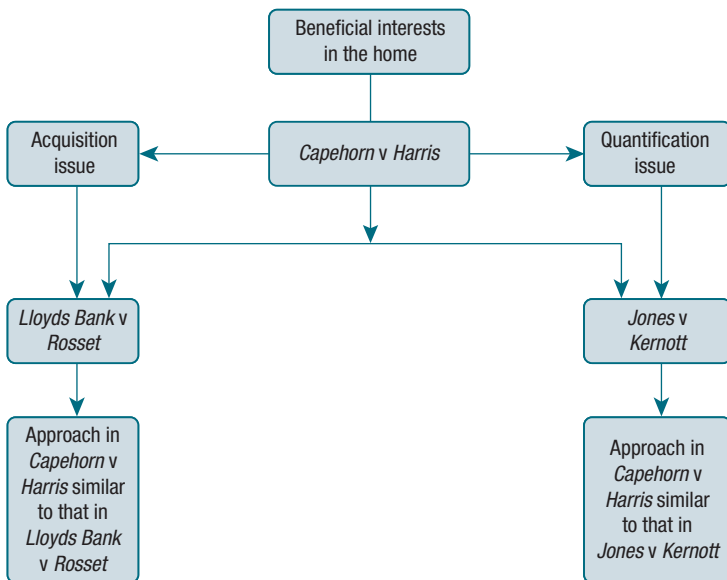 Beneficial interests
in the home
Acquisition
issue
Capehorn v Harris
Quantification
issue
Lloyds Bank v
Rosset
Jones v
Kernott
Approach in
Capehorn v
Harris similar
to that in
Lloyds Bank
v Rosset
Approach in
Capehorn v
Harris similar
to that in
Jones v Kernott